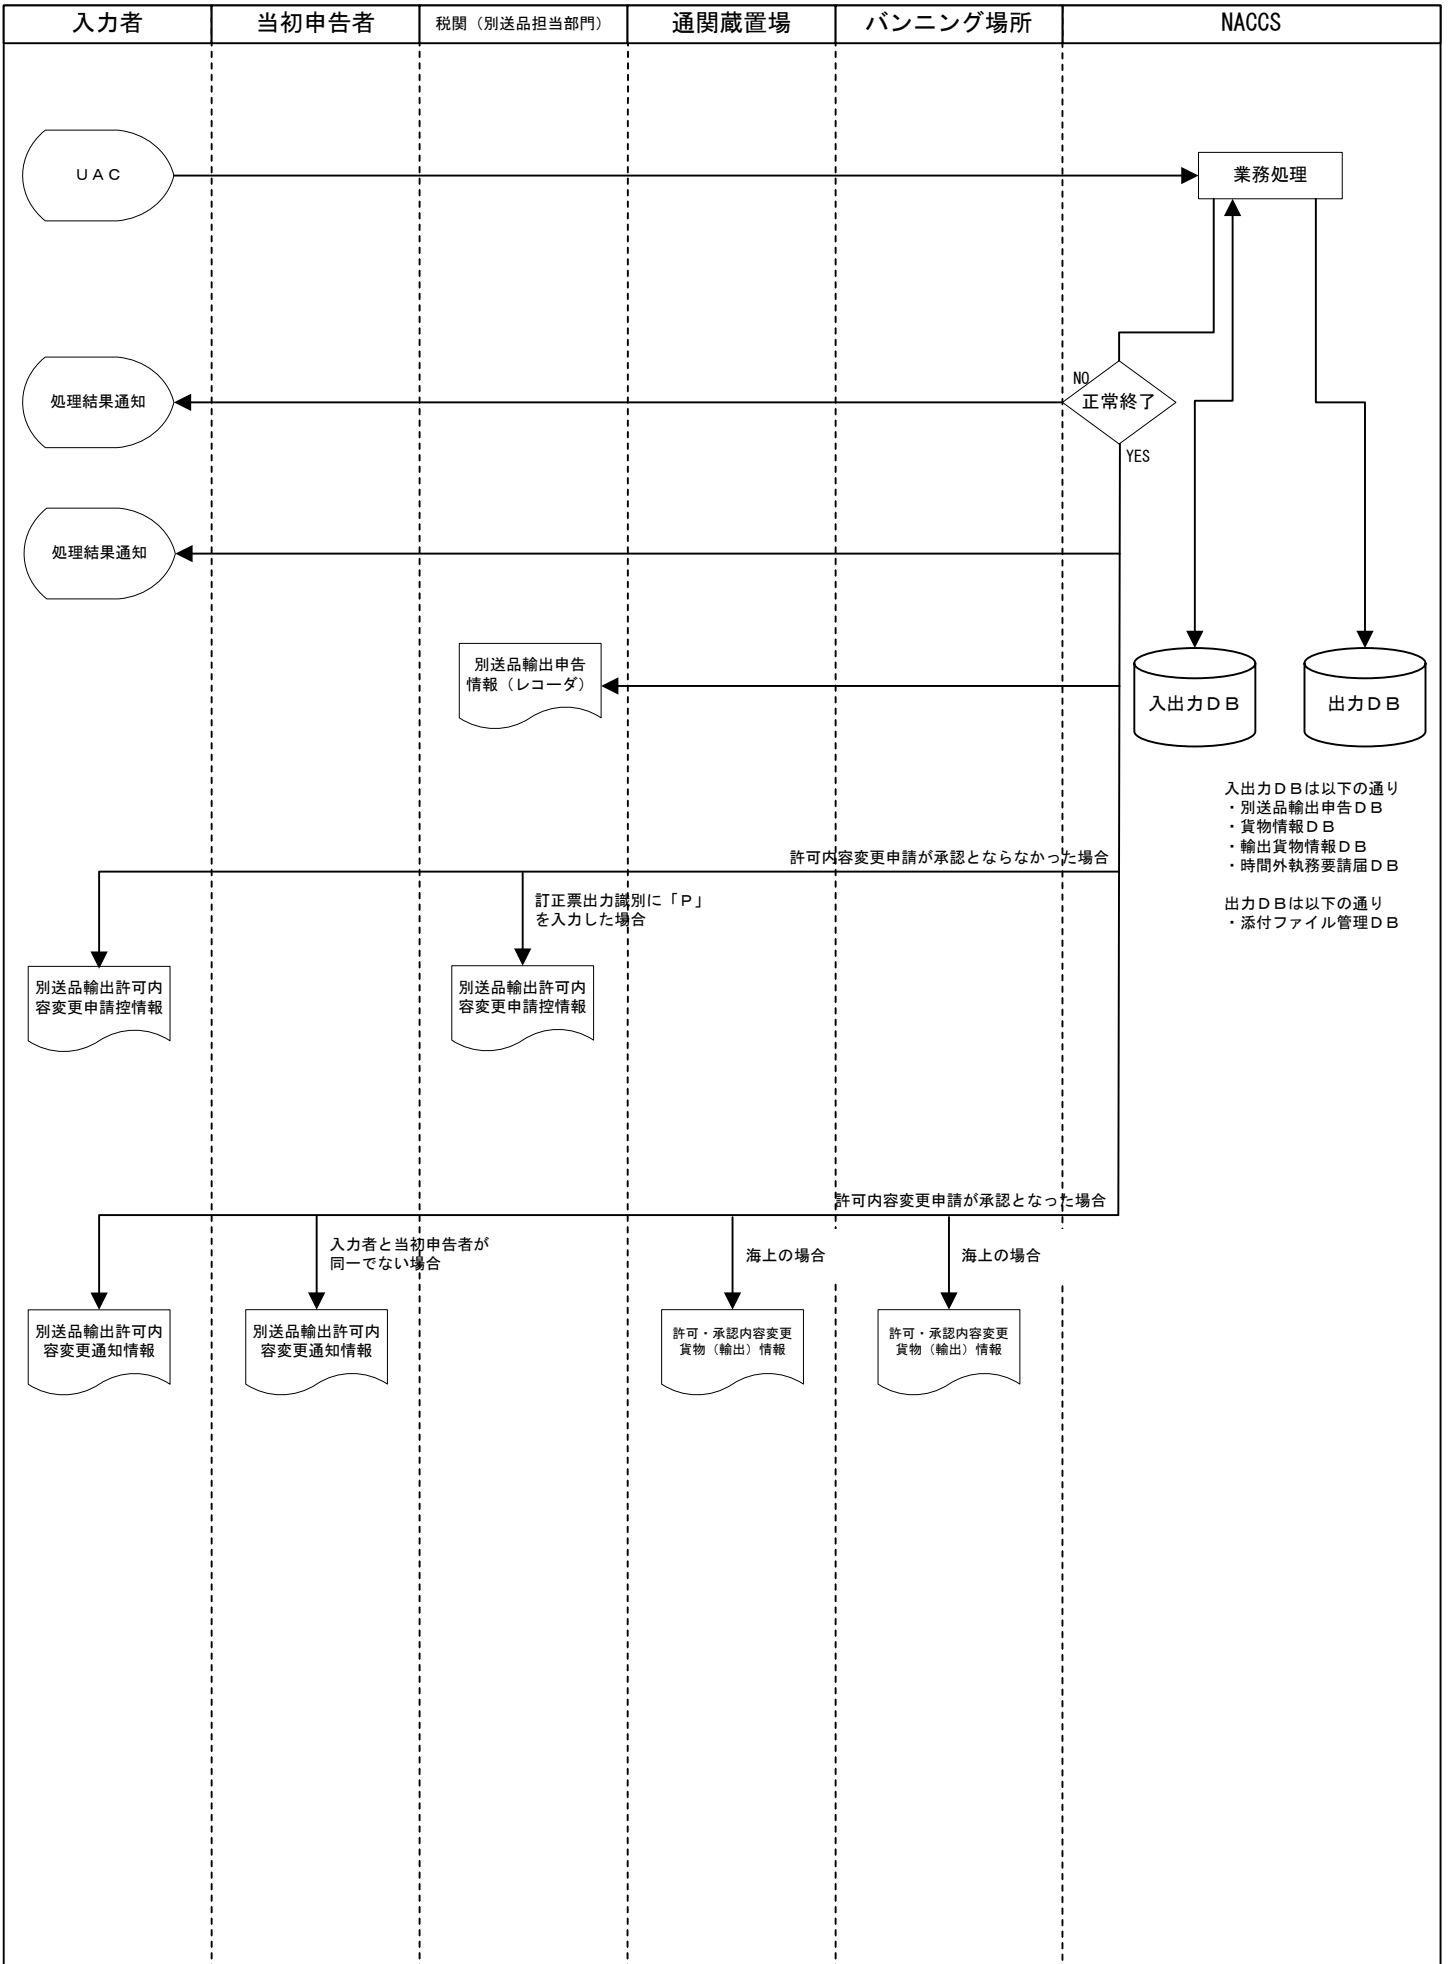 入力者
当初申告者
税関（別送品担当部門）
通関蔵置場
バンニング場所
NACCS
ＵＡＣ
業務処理
NO
処理結果通知
正常終了
YES
処理結果通知
別送品輸出申告
情報（レコーダ）
入出力ＤＢ
出力ＤＢ
入出力ＤＢは以下の通り
・別送品輸出申告ＤＢ
・貨物情報ＤＢ
・輸出貨物情報ＤＢ
・時間外執務要請届ＤＢ
出力ＤＢは以下の通り
・添付ファイル管理ＤＢ
許可内容変更申請が承認とならなかった場合
訂正票出力識別に「Ｐ」
を入力した場合
別送品輸出許可内
容変更申請控情報
別送品輸出許可内
容変更申請控情報
許可内容変更申請が承認となった場合
入力者と当初申告者が
同一でない場合
海上の場合
海上の場合
別送品輸出許可内
容変更通知情報
別送品輸出許可内
容変更通知情報
許可・承認内容変更
貨物（輸出）情報
許可・承認内容変更
貨物（輸出）情報